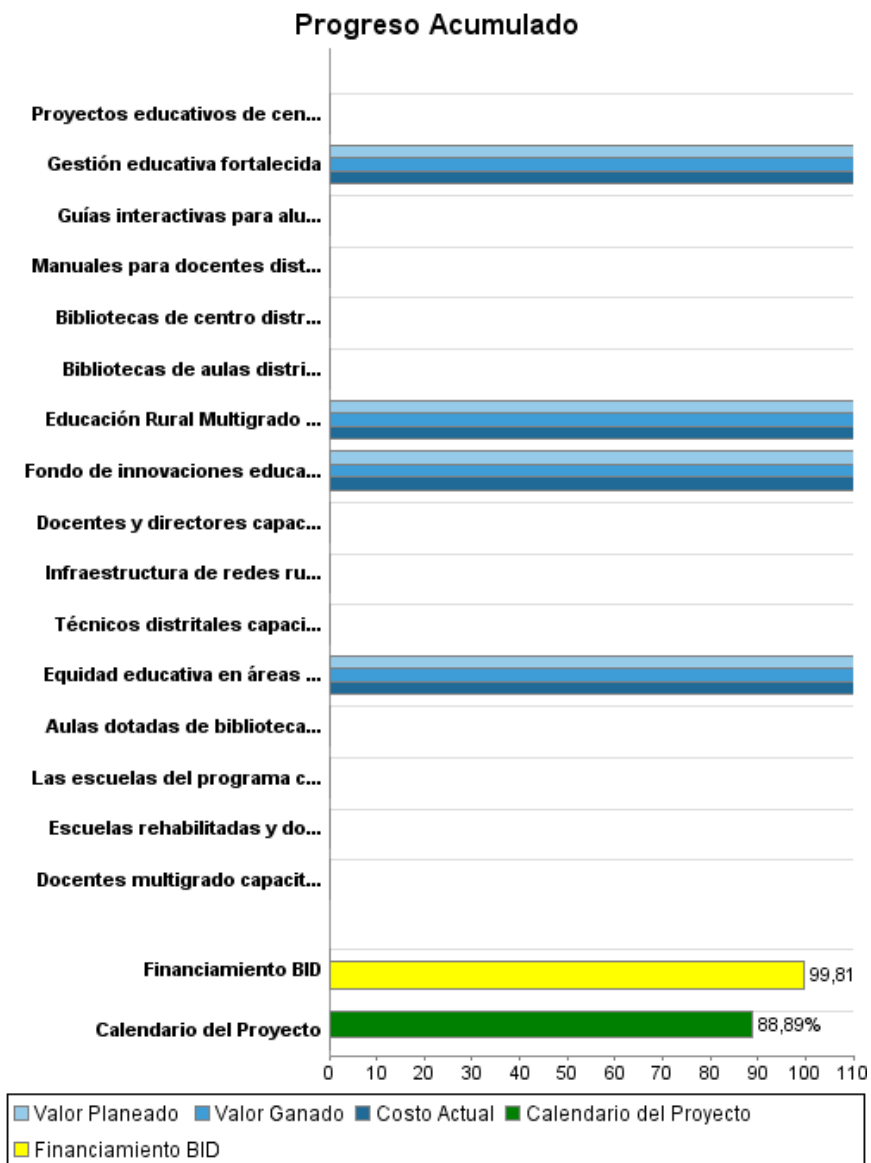 Progreso Acumulado
Proyectos educativos de cen...
Gestión educativa fortalecida
Guías interactivas para alu...
Manuales para docentes dist...
Bibliotecas de centro distr...
Bibliotecas de aulas distri...
Educación Rural Multigrado ...
Fondo de innovaciones educa...
Docentes y directores capac...
Infraestructura de redes ru...
Técnicos distritales capaci...
Equidad educativa en áreas ...
Aulas dotadas de biblioteca...
Las escuelas del programa c...
Escuelas rehabilitadas y do...
Docentes multigrado capacit...
Financiamiento BID 99,81
Calendario del Proyecto 88,89%
0 10 20 30 40 50 60 70 80 90 100 110
Valor Planeado Valor Ganado Costo Actual Calendario del Proyecto
Financiamiento BID